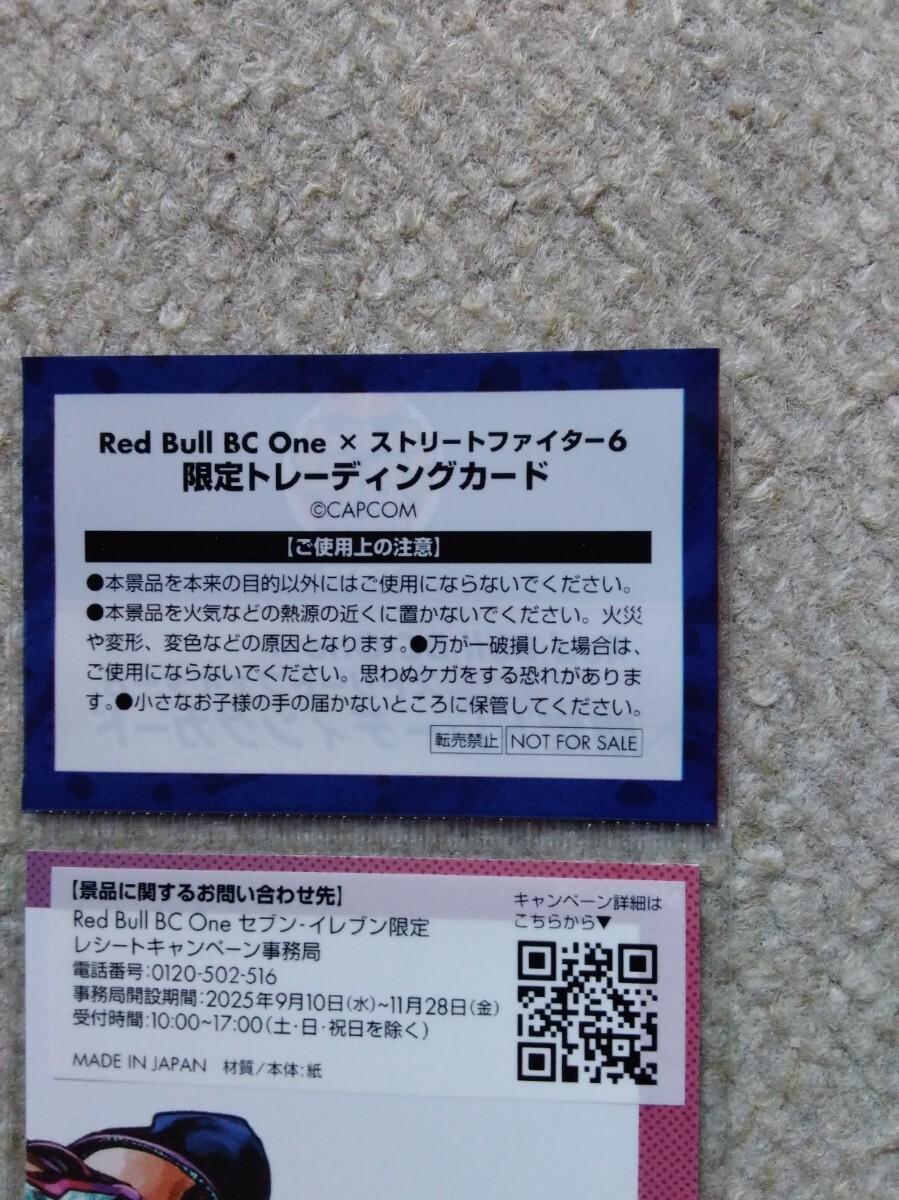 Red Bull BC One × ストリートファイター6
限定トレーディングカード
©CAPCOM
【ご使用上の注意】
●本景品を本来の目的以外にはご使用にならないでください。
●本景品を火気などの熱源の近くに置かないでください。火災
や変形、変色などの原因となります。●万が一破損した場合は、
ご使用にならないでください。思わぬケガをする恐れがありま
す。●小さなお子様の手の届かないところに保管してください。
転売禁止 NOT FOR SALE
【景品に関するお問い合わせ先】
Red Bull BC One セブン-イレブン限定
レシートキャンペーン事務局
電話番号:0120-502-516
事務局開設期間:2025年9月10日(水)~11月28日(金)
受付時間:10:00~17:00(土・日・祝日を除く)
MADE IN JAPAN 材質/本体:紙
キャンペーン詳細は
こちらから▼